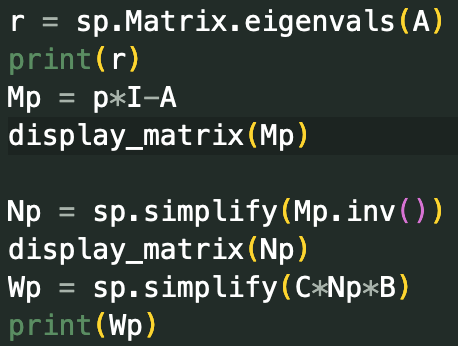 r = sp.Matrix.eigenvals(A)
print(r)
Mp = p*I-A
display_matrix(Mp)
Np = sp.simplify(Mp.inv())
display_matrix(Np)
Wp = sp.simplify(C*Np*B)
print(Wp)